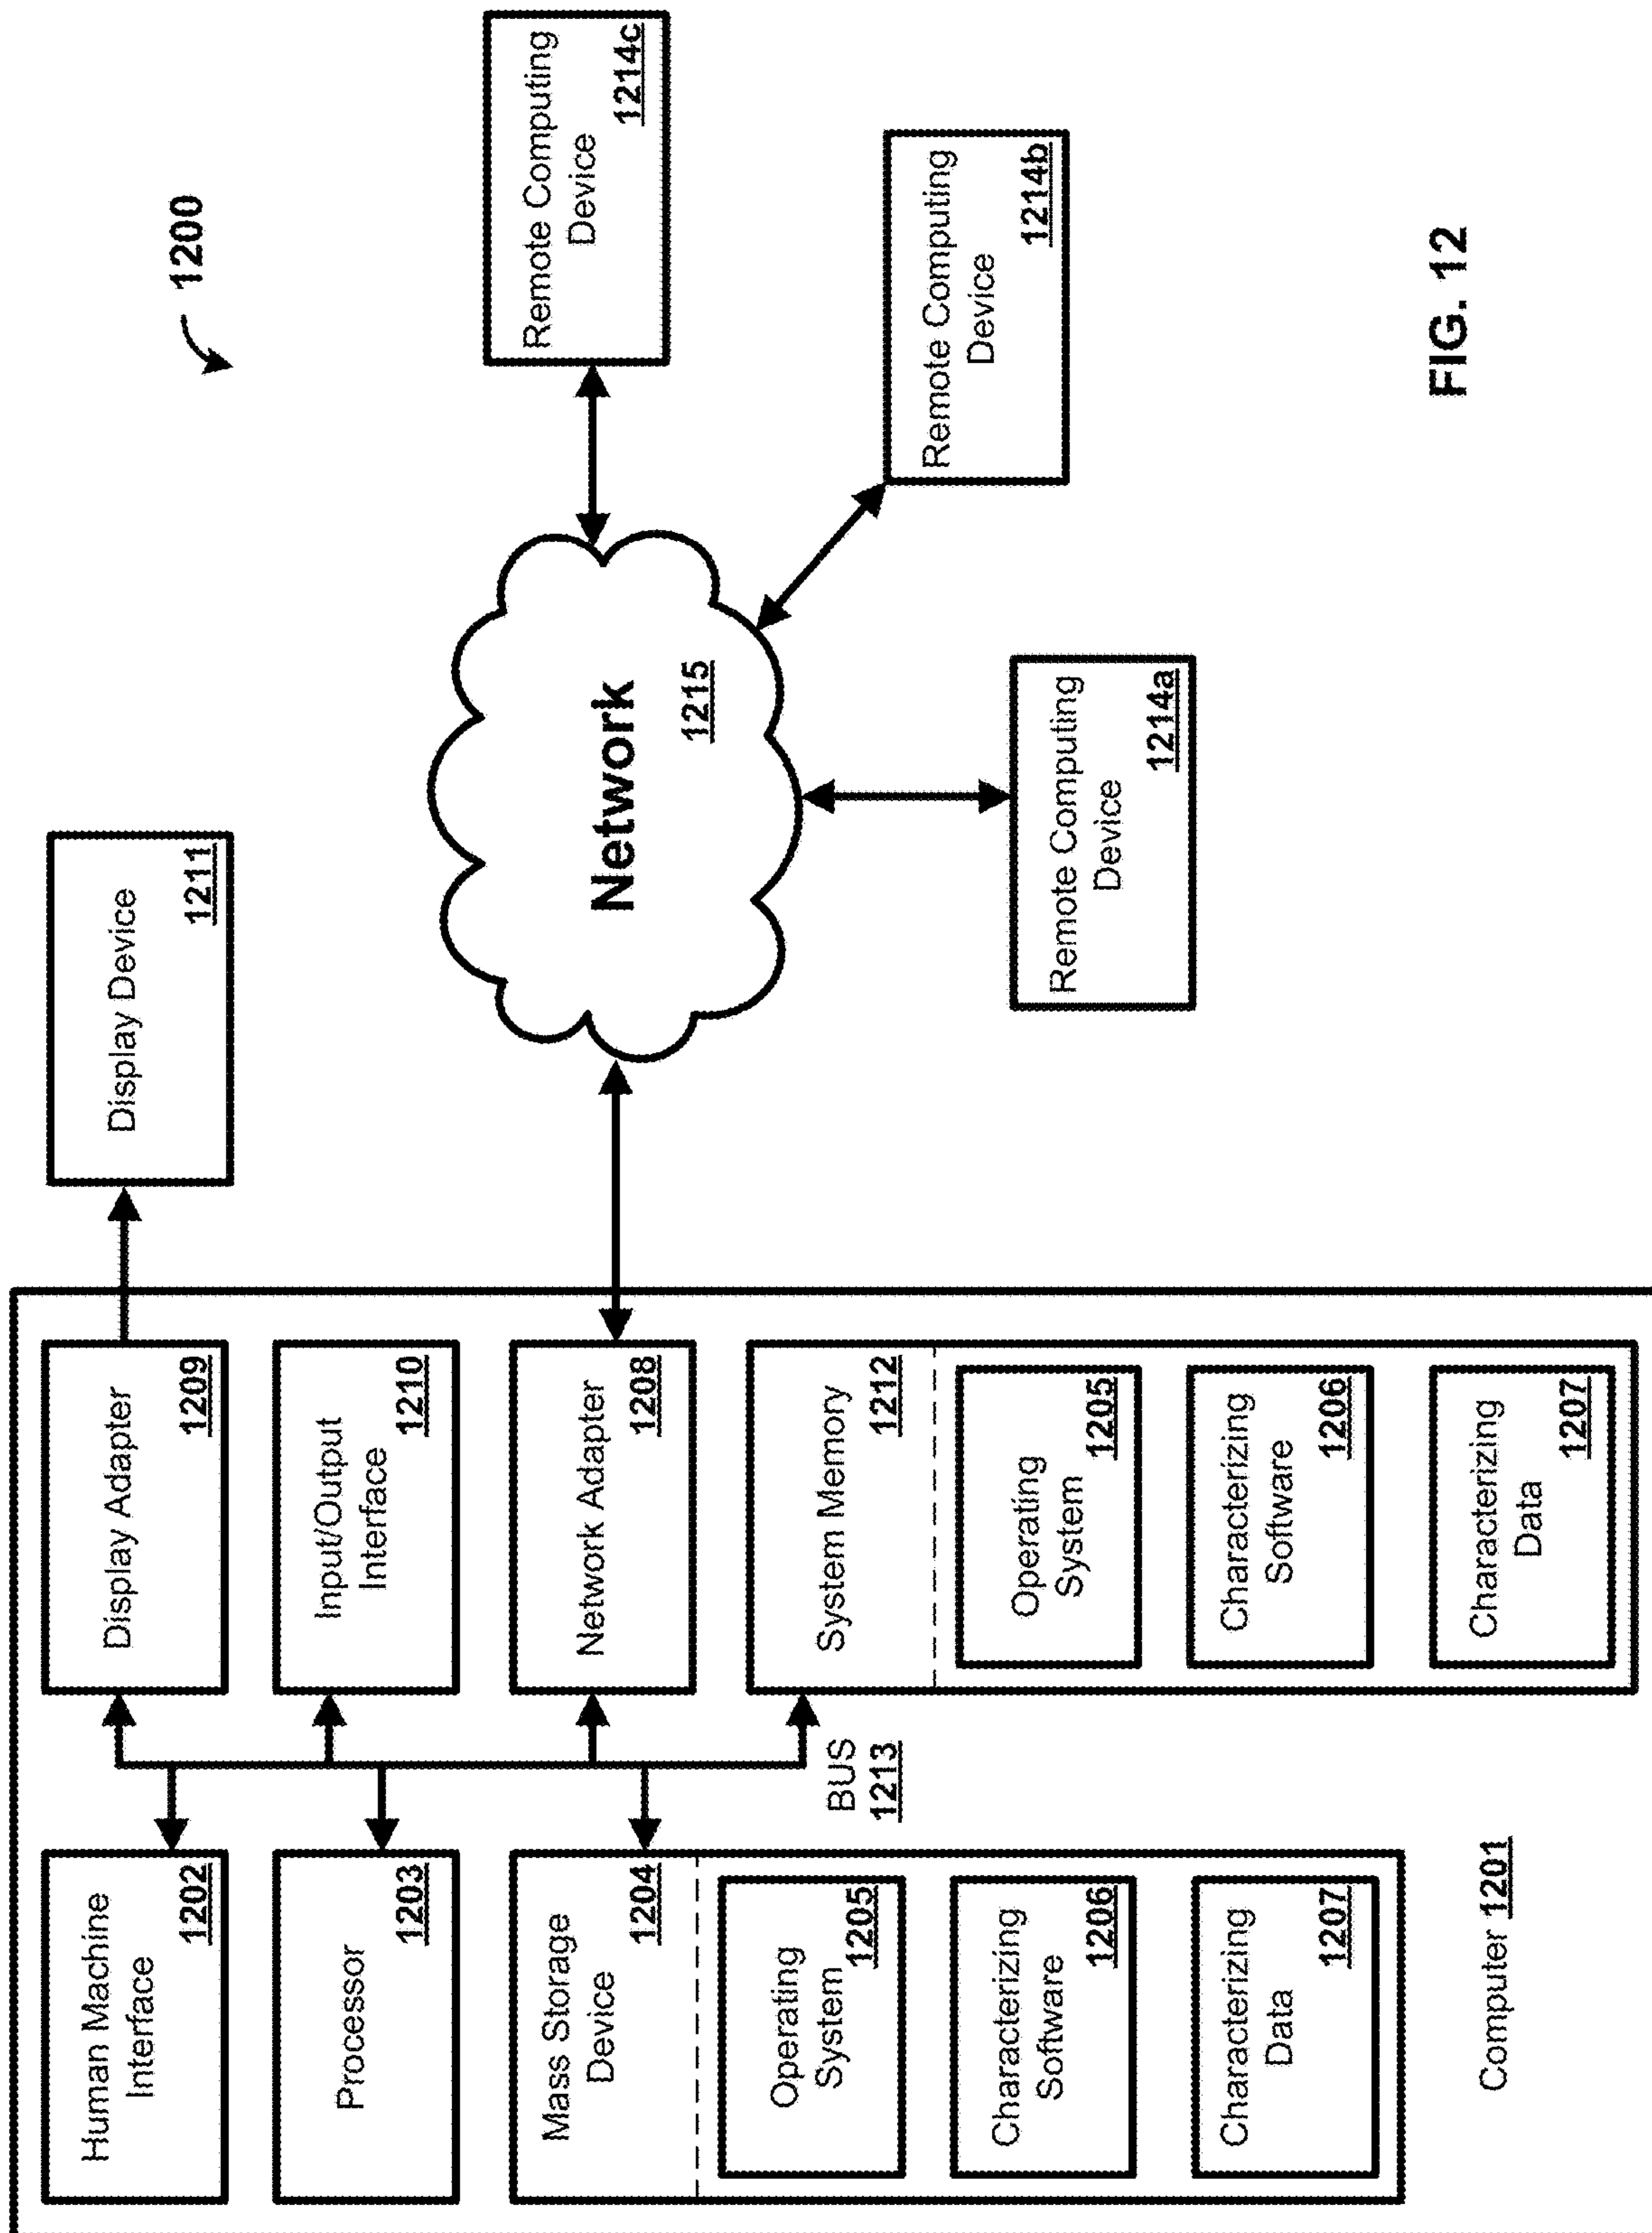 1200
Human Machine
Interface
1202
Processor
1203
Mass Storage
Device
1204
Operating
System
1205
Characterizing
Software
1206
Characterizing
Data
1207
Computer 1201
BUS
1213
Display Adapter
1209
Input/Output
Interface
1210
Network Adapter
1208
System Memory
1212
Operating
System
1205
Characterizing
Software
1206
Characterizing
Data
1207
Display Device
1211
Network
1215
Remote Computing
Device
1214a
Remote Computing
Device
1214b
Remote Computing
Device
1214c
FIG. 12